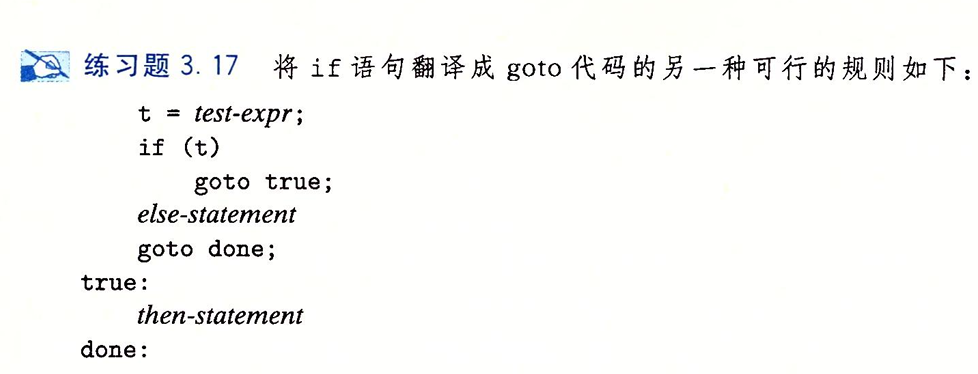 练习题 3.17 将 if 语句翻译成 goto 代码的另一种可行的规则如下：
t = test-expr;
if (t)
goto true;
else-statement
goto done;
true:
then-statement
done: